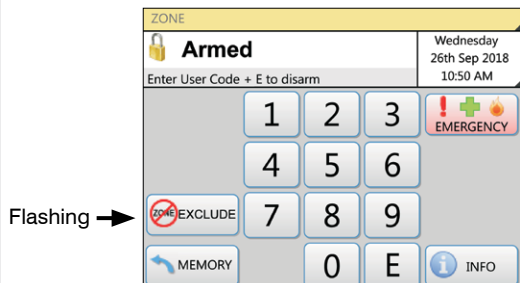 ZONE
Armed
Wednesday
26th Sep 2018
10:50 AM
Enter User Code + E to disarm
1 2 3
EMERGENCY
4 5 6
Flashing
ZONE EXCLUDE
7 8 9
MEMORY
0 E
INFO